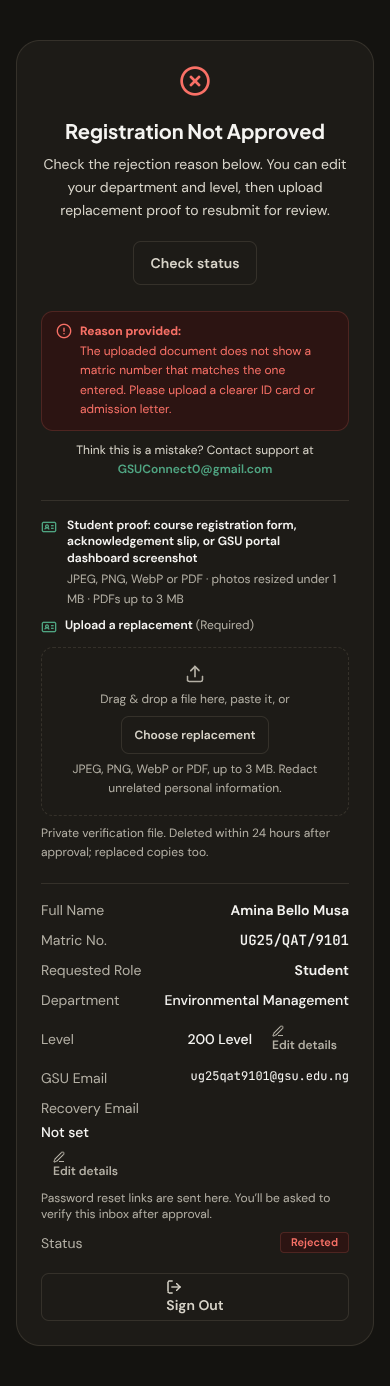 Registration Not Approved
Check the rejection reason below. You can edit
your department and level, then upload
replacement proof to resubmit for review.
Check status
Reason provided:
The uploaded document does not show a
matric number that matches the one
entered. Please upload a clearer ID card or
admission letter.
Think this is a mistake? Contact support at
GSUConnect0@gmail.com
Student proof: course registration form,
acknowledgement slip, or GSU portal
dashboard screenshot
JPEG, PNG, WebP or PDF · photos resized under 1
MB · PDFs up to 3 MB
Upload a replacement (Required)
Drag & drop a file here, paste it, or
Choose replacement
JPEG, PNG, WebP or PDF, up to 3 MB. Redact
unrelated personal information.
Private verification file. Deleted within 24 hours after
approval; replaced copies too.
Full Name Amina Bello Musa
Matric No. UG25/QAT/9101
Requested Role Student
Department Environmental Management
Level 200 Level Edit details
GSU Email ug25qat9101@gsu.edu.ng
Recovery Email
Not set
Edit details
Password reset links are sent here. You’ll be asked to
verify this inbox after approval.
Status Rejected
Sign Out